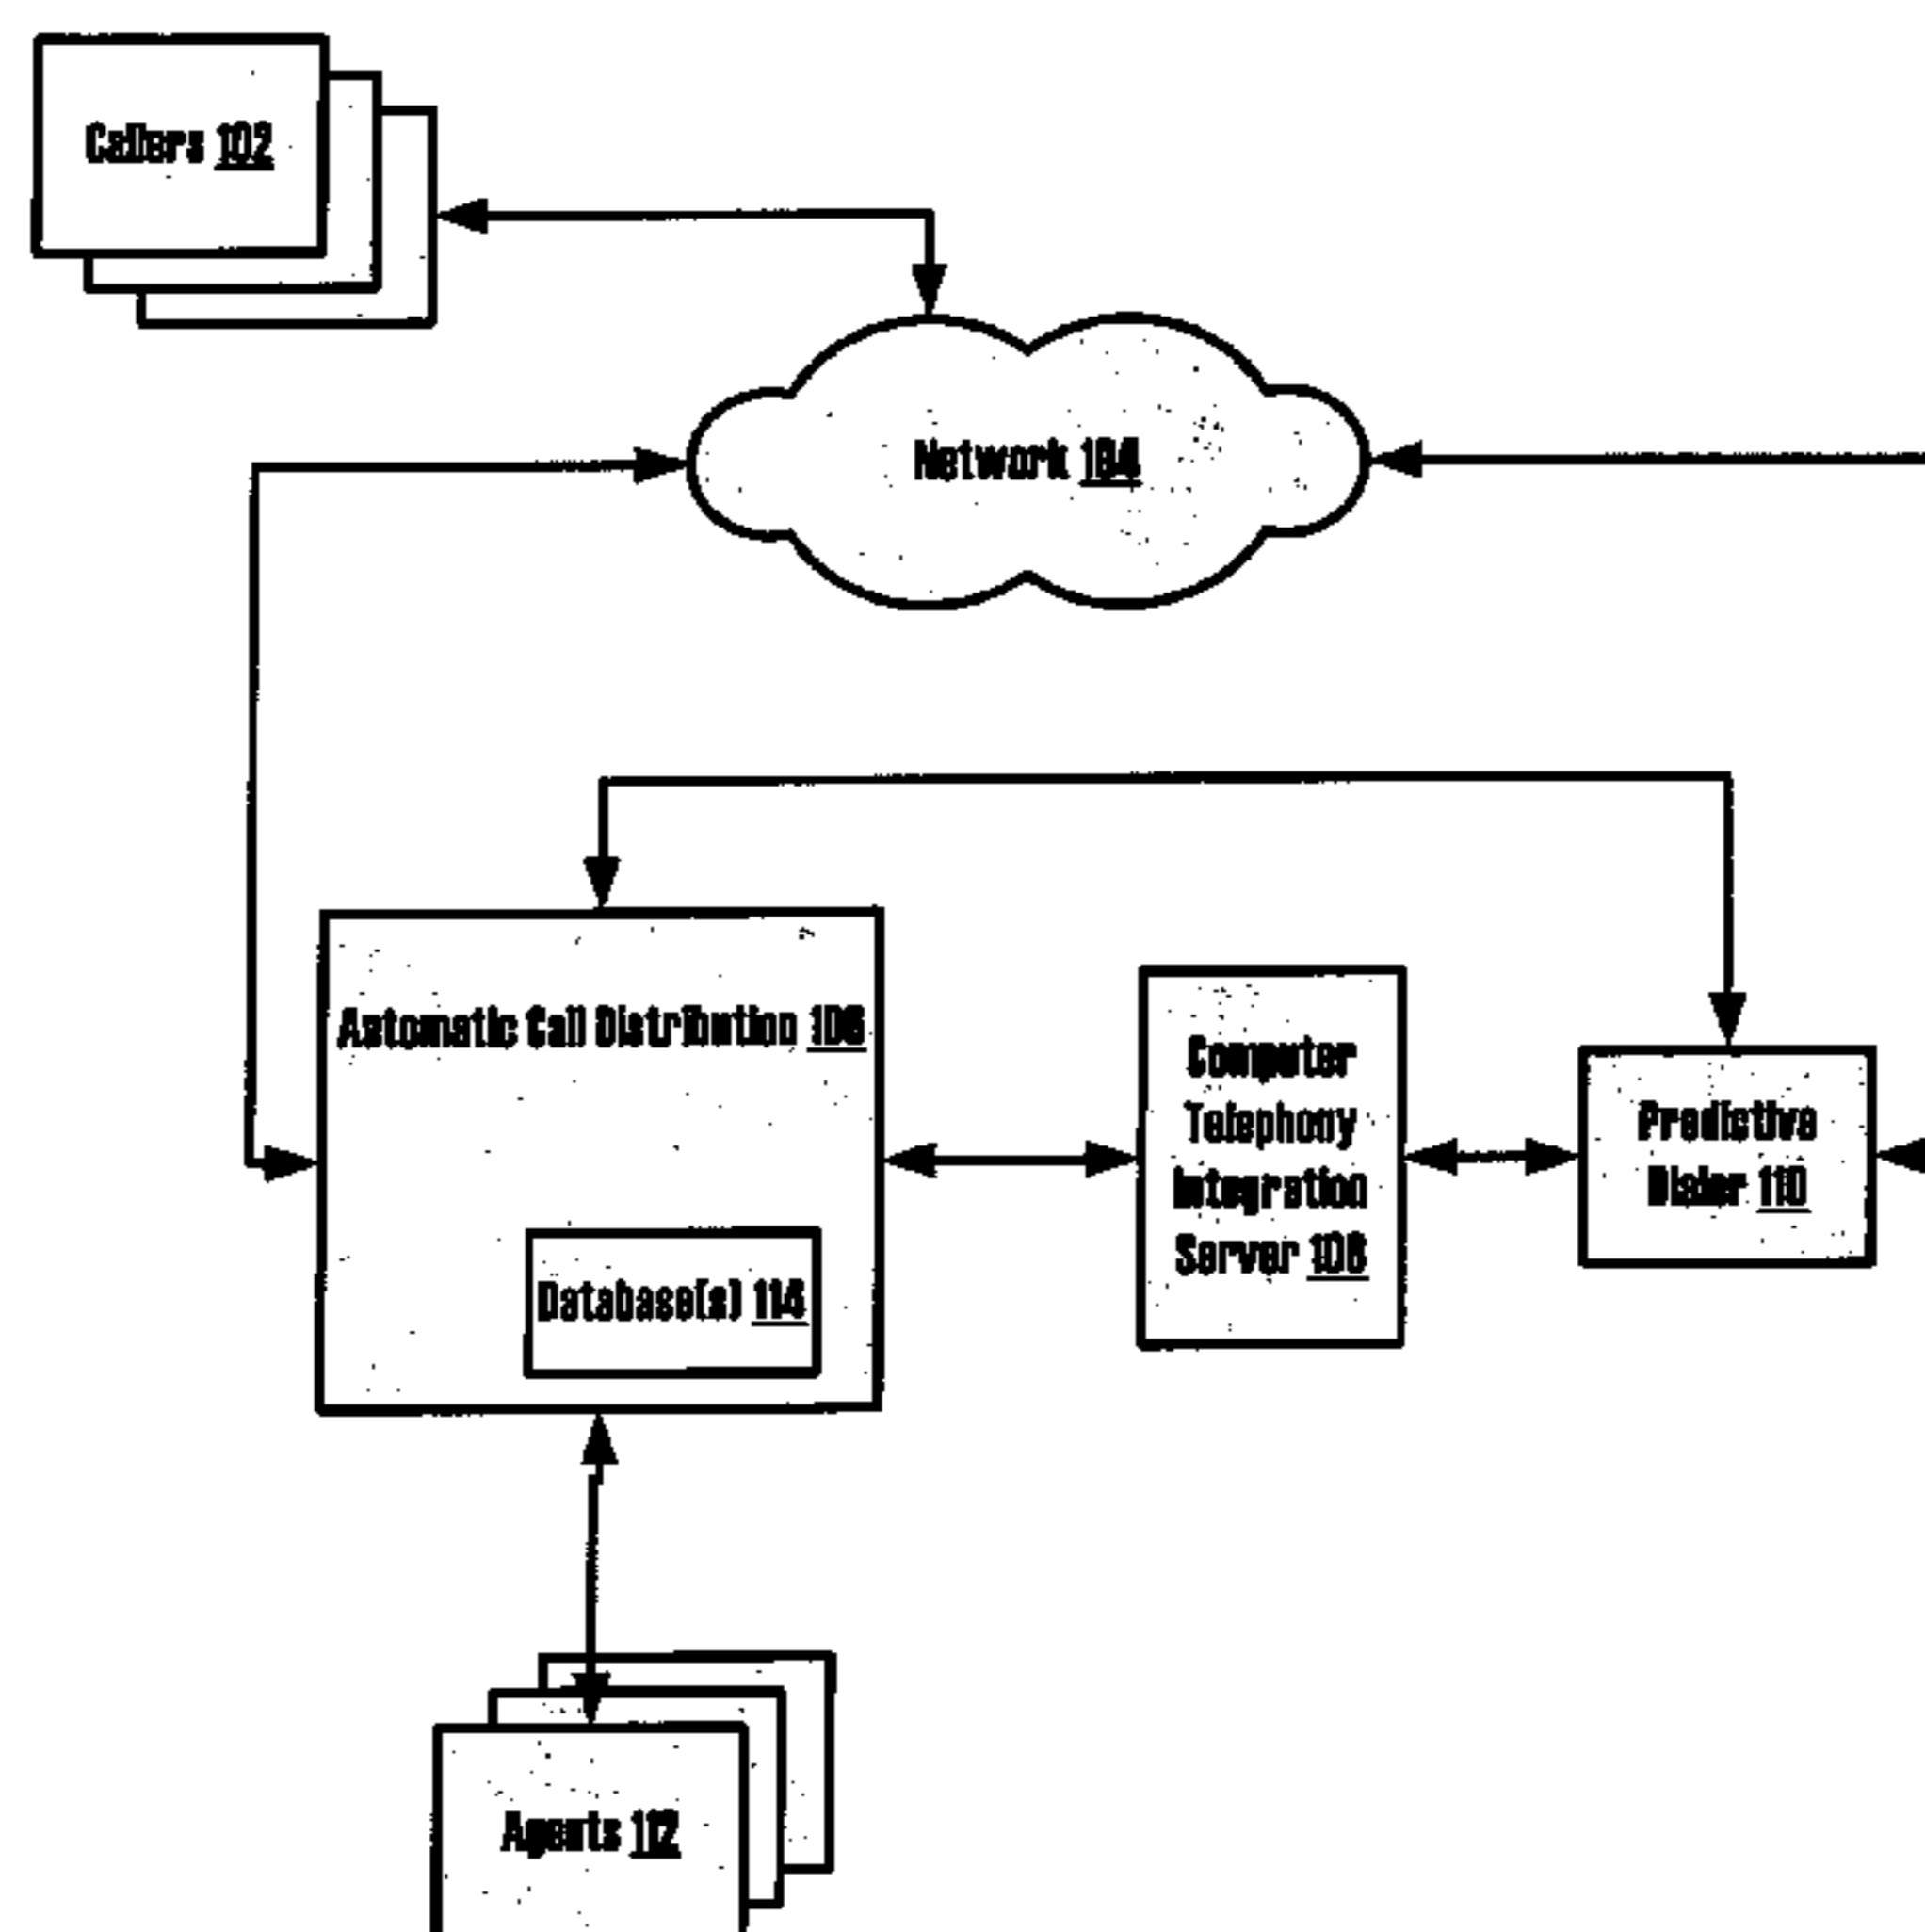 Callers 102
Network 104
Automatic Call Distribution 106
Computer
Telephony
Integration
Server 108
Predictive
Dialer 110
Database(s) 114
Agents 112